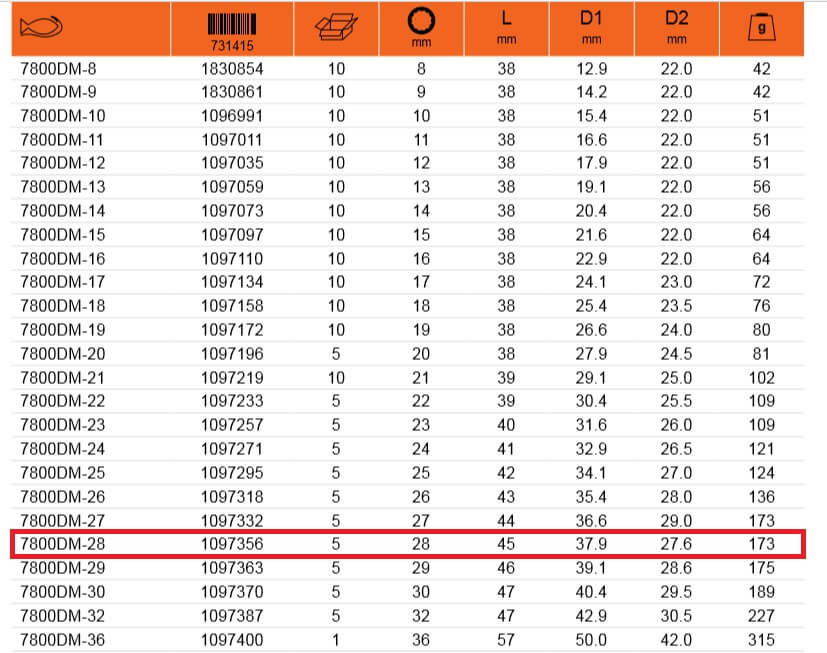 731415 mm L mm D1 mm D2 mm g
7800DM-8 1830854 10 8 38 12.9 22.0 42
7800DM-9 1830861 10 9 38 14.2 22.0 42
7800DM-10 1096991 10 10 38 15.4 22.0 51
7800DM-11 1097011 10 11 38 16.6 22.0 51
7800DM-12 1097035 10 12 38 17.9 22.0 51
7800DM-13 1097059 10 13 38 19.1 22.0 56
7800DM-14 1097073 10 14 38 20.4 22.0 56
7800DM-15 1097097 10 15 38 21.6 22.0 64
7800DM-16 1097110 10 16 38 22.9 22.0 64
7800DM-17 1097134 10 17 38 24.1 23.0 72
7800DM-18 1097158 10 18 38 25.4 23.5 76
7800DM-19 1097172 10 19 38 26.6 24.0 80
7800DM-20 1097196 5 20 38 27.9 24.5 81
7800DM-21 1097219 10 21 39 29.1 25.0 102
7800DM-22 1097233 5 22 39 30.4 25.5 109
7800DM-23 1097257 5 23 40 31.6 26.0 109
7800DM-24 1097271 5 24 41 32.9 26.5 121
7800DM-25 1097295 5 25 42 34.1 27.0 124
7800DM-26 1097318 5 26 43 35.4 28.0 136
7800DM-27 1097332 5 27 44 36.6 29.0 173
7800DM-28 1097356 5 28 45 37.9 27.6 173
7800DM-29 1097363 5 29 46 39.1 28.6 175
7800DM-30 1097370 5 30 47 40.4 29.5 189
7800DM-32 1097387 5 32 47 42.9 30.5 227
7800DM-36 1097400 1 36 57 50.0 42.0 315